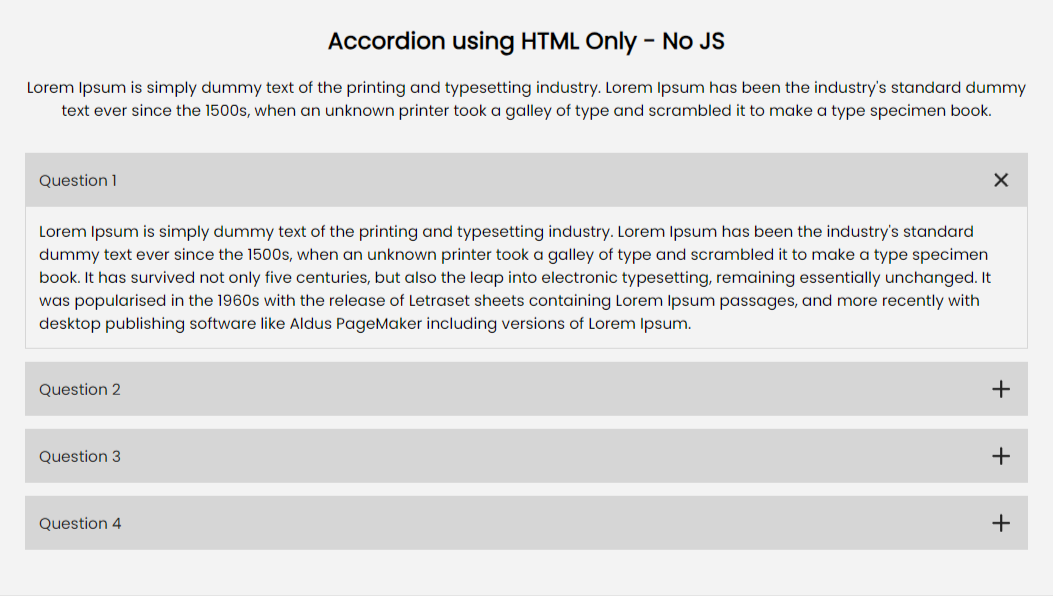 Accordion using HTML Only - No JS
Lorem Ipsum is simply dummy text of the printing and typesetting industry. Lorem Ipsum has been the industry's standard dummy
text ever since the 1500s, when an unknown printer took a galley of type and scrambled it to make a type specimen book.
Question 1
Lorem Ipsum is simply dummy text of the printing and typesetting industry. Lorem Ipsum has been the industry's standard
dummy text ever since the 1500s, when an unknown printer took a galley of type and scrambled it to make a type specimen
book. It has survived not only five centuries, but also the leap into electronic typesetting, remaining essentially unchanged. It
was popularised in the 1960s with the release of Letraset sheets containing Lorem Ipsum passages, and more recently with
desktop publishing software like Aldus PageMaker including versions of Lorem Ipsum.
Question 2
Question 3
Question 4